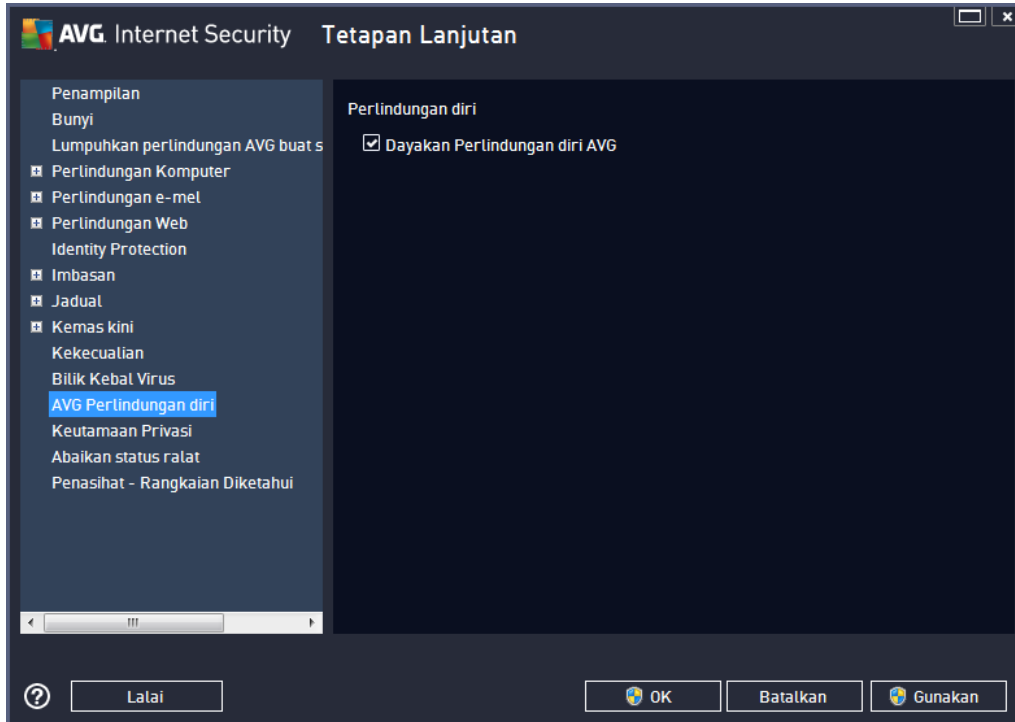 AVG. Internet Security Tetapan Lanjutan
Penampilan
Bunyi
Lumpuhkan perlindungan AVG buat s
Perlindungan Komputer
Perlindungan e-mel
Perlindungan Web
Identity Protection
Imbasan
Jadual
Kemas kini
Kekecualian
Bilik Kebal Virus
AVG Perlindungan diri
Keutamaan Privasi
Abaikan status ralat
Penasihat - Rangkaian Diketahui
Perlindungan diri
Dayakan Perlindungan diri AVG
Lalai
OK
Batalkan
Gunakan